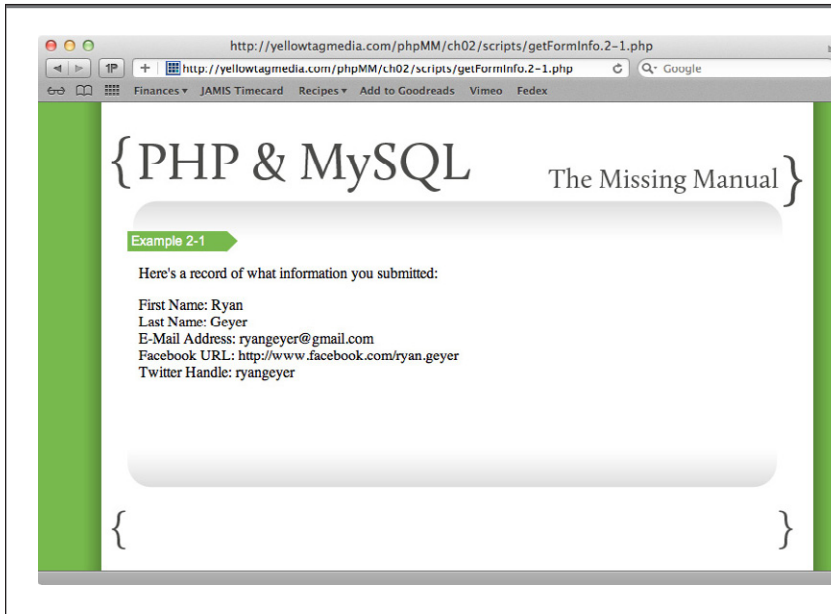 http://yellowtagmedia.com/phpMM/ch02/scripts/getFormInfo.2-1.php
1P + http://yellowtagmedia.com/phpMM/ch02/scripts/getFormInfo.2-1.php Google
Finances JAMIS Timecard Recipes Add to Goodreads Vimeo Fedex
{PHP & MySQL The Missing Manual}
Example 2-1
Here's a record of what information you submitted:
First Name: Ryan
Last Name: Geyer
E-Mail Address: ryangeyer@gmail.com
Facebook URL: http://www.facebook.com/ryan.geyer
Twitter Handle: ryangeyer
{ }